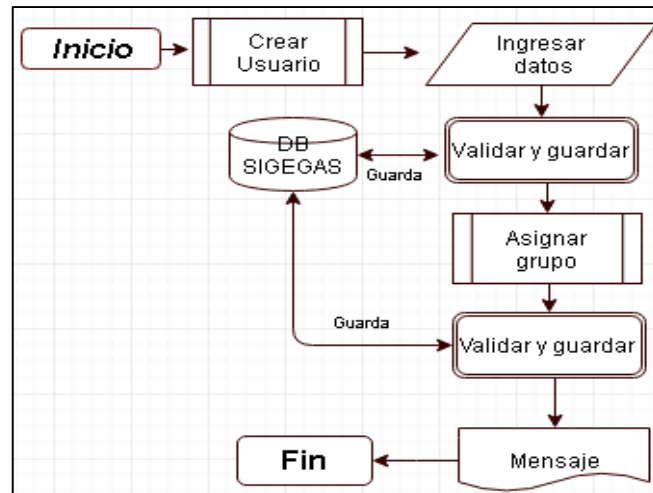 Inicio
Crear
Usuario
Ingresar
datos
DB
SIGEGAS
Guarda
Validar y guardar
Asignar
grupo
Guarda
Validar y guardar
Fin
Mensaje